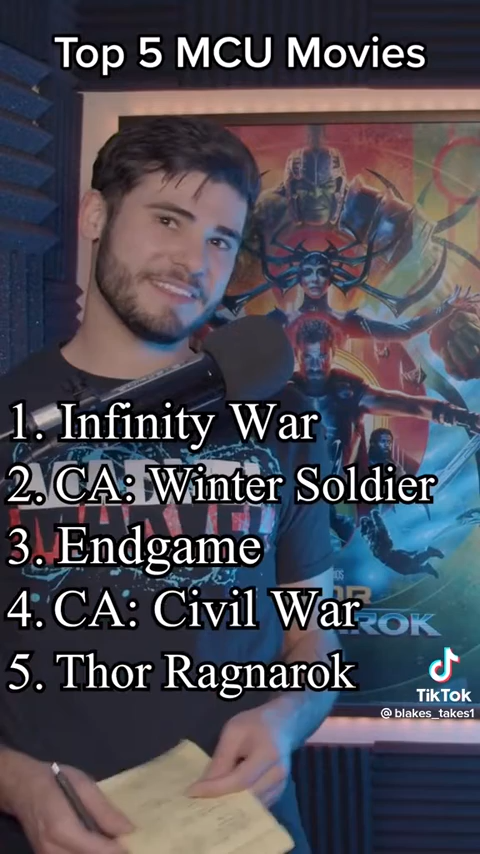 Top 5 MCU Movies
1. Infinity War
2. CA: Winter Soldier
3. Endgame
4. CA: Civil War
5. Thor Ragnarok
ROK
TikTok
@blakes_takes1